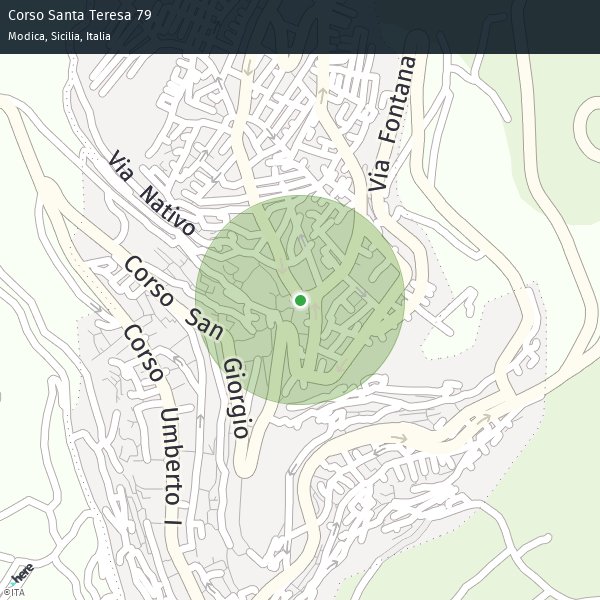 Corso Santa Teresa 79
Modica, Sicilia, Italia
Via Fontana
Via Nativo
Corso San Giorgio
Corso Umberto I
here
©ITA